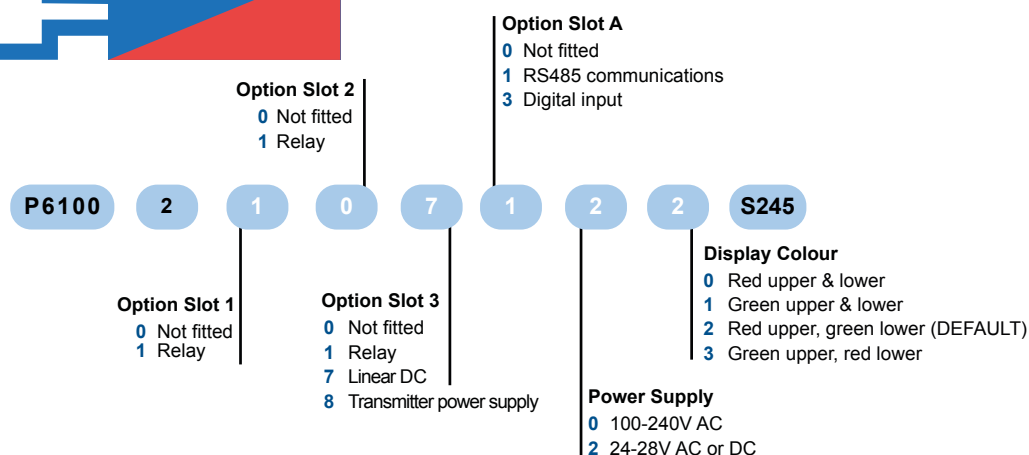 Option Slot A
0 Not fitted
1 RS485 communications
3 Digital input
Option Slot 2
0 Not fitted
1 Relay
P6100 2 1 0 7 1 2 2 S245
Option Slot 1
0 Not fitted
1 Relay
Option Slot 3
0 Not fitted
1 Relay
7 Linear DC
8 Transmitter power supply
Display Colour
0 Red upper & lower
1 Green upper & lower
2 Red upper, green lower (DEFAULT)
3 Green upper, red lower
Power Supply
0 100-240V AC
2 24-28V AC or DC